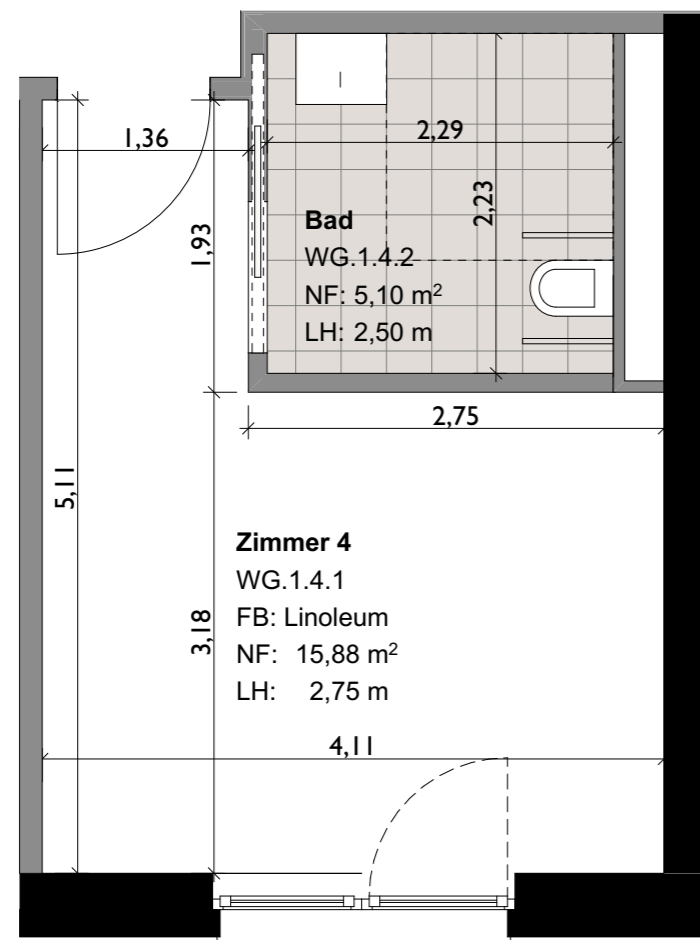 1,36
2,29
2,23
1,93
Bad
WG.1.4.2
NF: 5,10 m²
LH: 2,50 m
2,75
5,11
Zimmer 4
WG.1.4.1
FB: Linoleum
NF: 15,88 m²
LH: 2,75 m
3,18
4,11